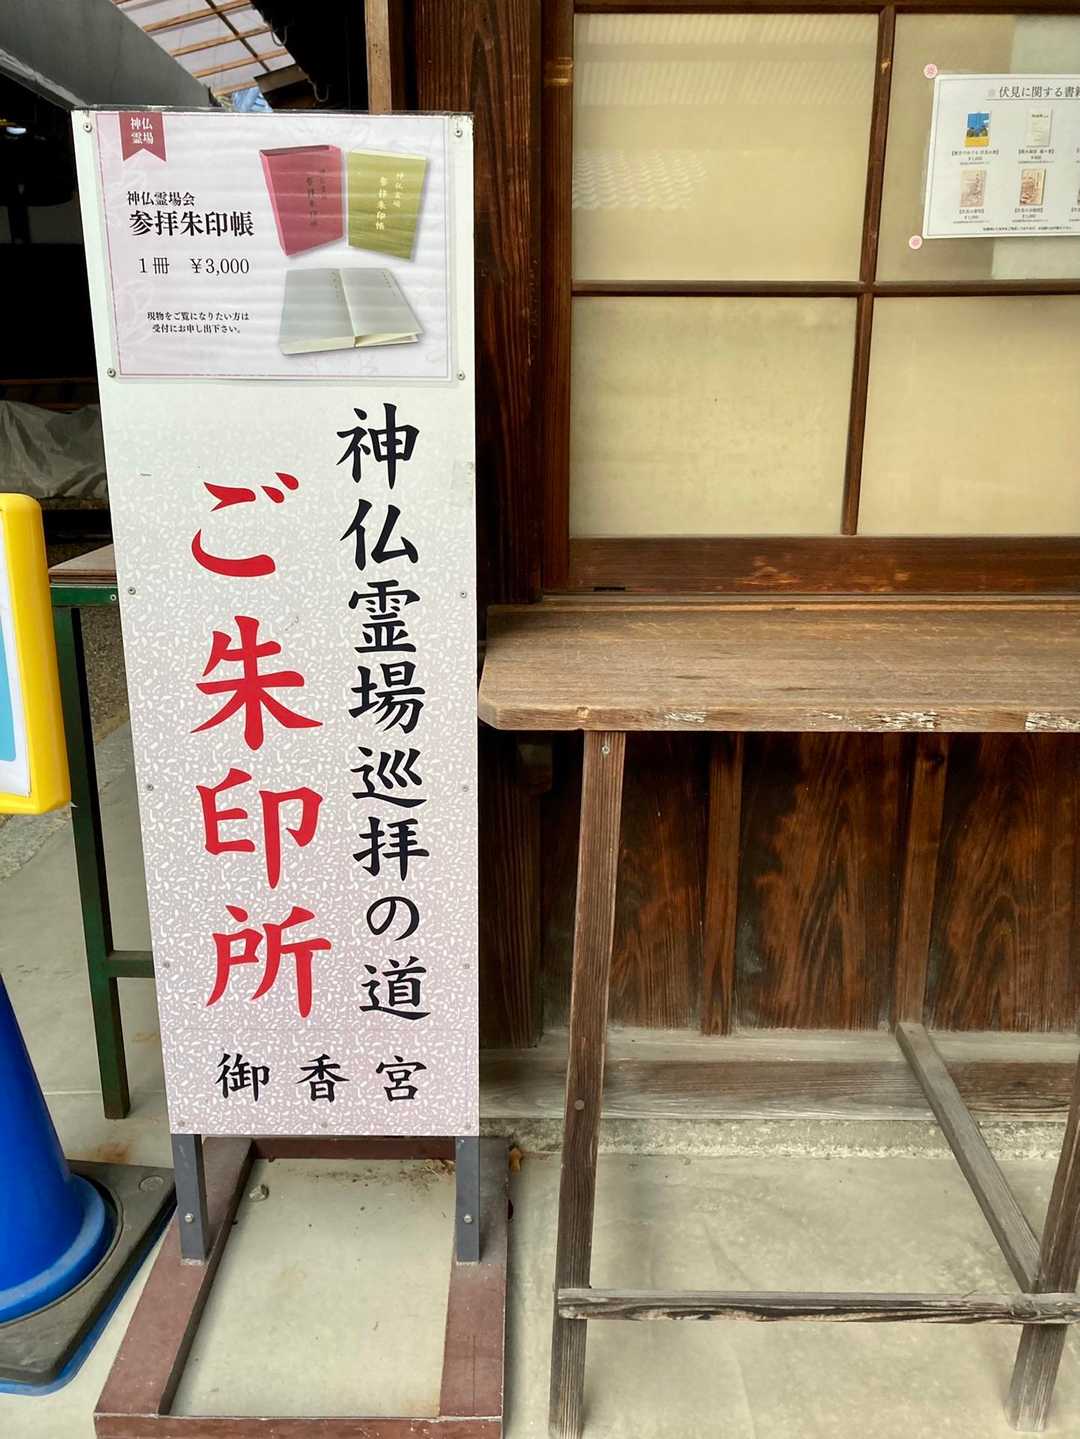 神仏
霊場
神仏霊場会
参拝朱印帳
1冊 ¥3,000
現物をご覧になりたい方は
受付にお申し出下さい。
神仏霊場巡拝の道
ご朱印所
御香宮
伏見に関する書籍